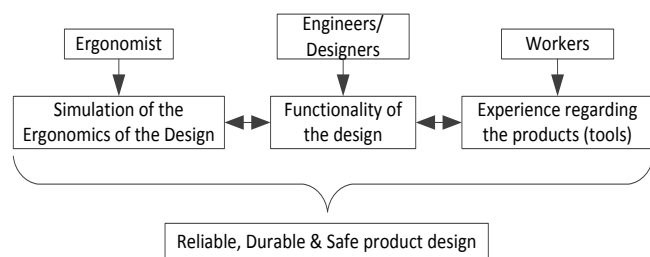 Ergonomist
Engineers/
Designers
Workers
Simulation of the
Ergonomics of the Design
Functionality of
the design
Experience regarding
the products (tools)
Reliable, Durable & Safe product design